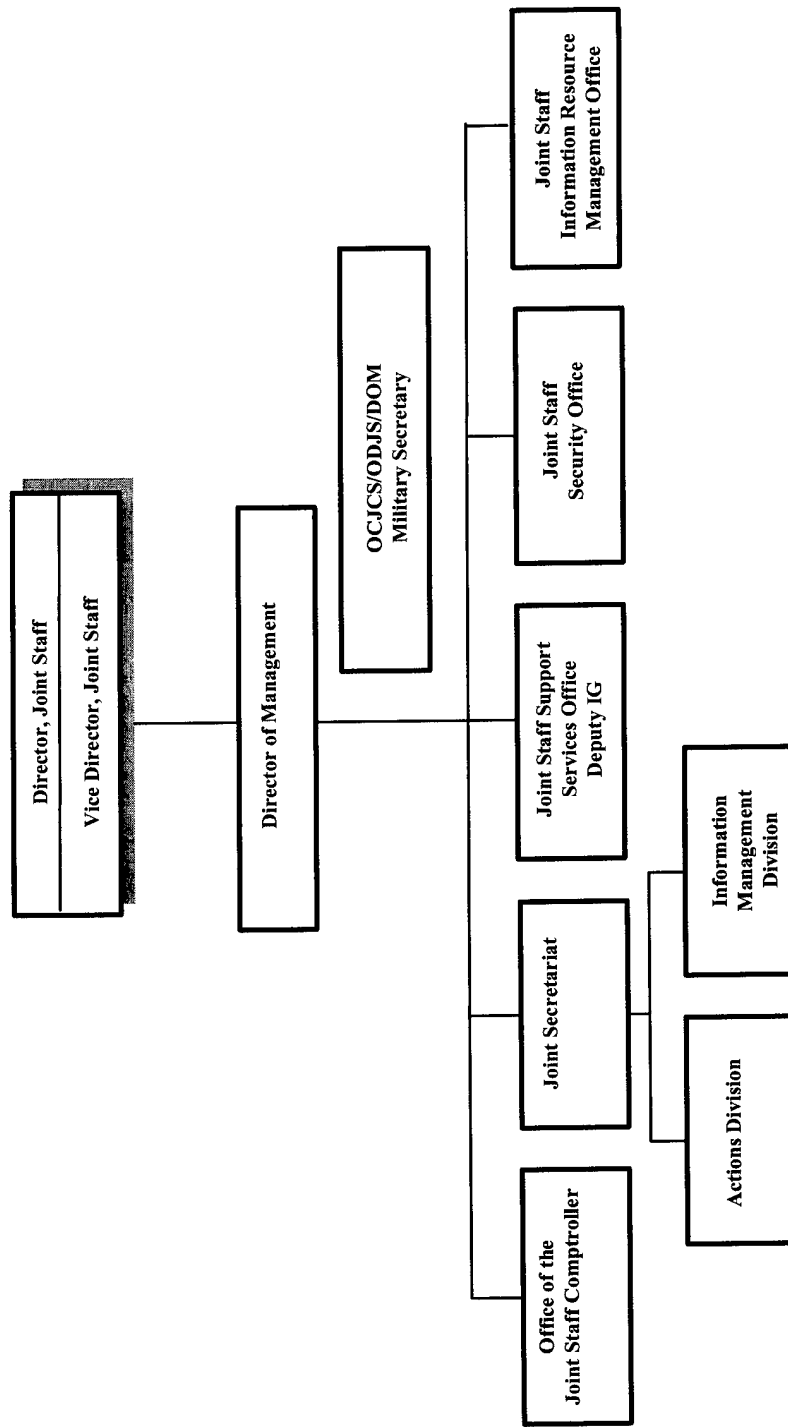 Director, Joint Staff
Vice Director, Joint Staff
Director of Management
OCJCS/ODJS/DOM
Military Secretary
Office of the
Joint Staff Comptroller
Joint Secretariat
Joint Staff Support
Services Office
Deputy IG
Joint Staff
Security Office
Joint Staff
Information Resource
Management Office
Actions Division
Information
Management
Division